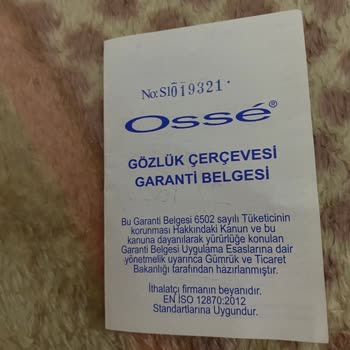 No: SI019321
Ossé®
GÖZLÜK ÇERÇEVESİ
GARANTİ BELGESİ
Bu Garanti Belgesi 6502 sayılı Tüketicinin
korunması Hakkındaki Kanun ve bu
kanuna dayanılarak yürürlüğe konulan
Garanti Belgesi Uygulama Esaslarına dair
yönetmelik uyarınca Gümrük ve Ticaret
Bakanlığı tarafından hazırlanmıştır.
İthalatçı firmanın beyanıdır.
EN ISO 12870:2012
Standartlarına Uygundur.